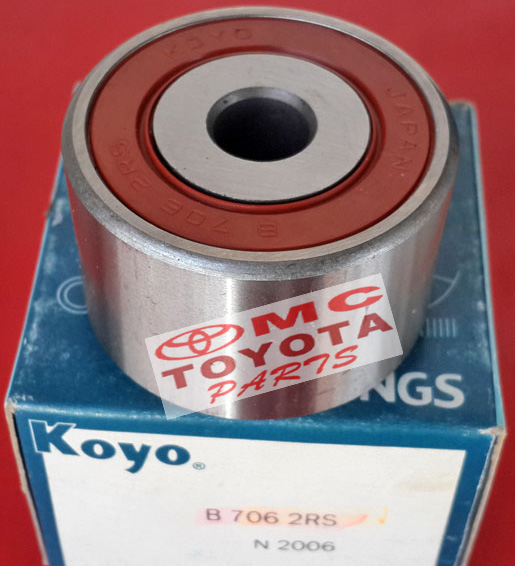 KOYO
JAPAN
B 706 2RS
MC
TOYOTA
PARTS
NGS
Koyo®
B 706 2RS
N 2006